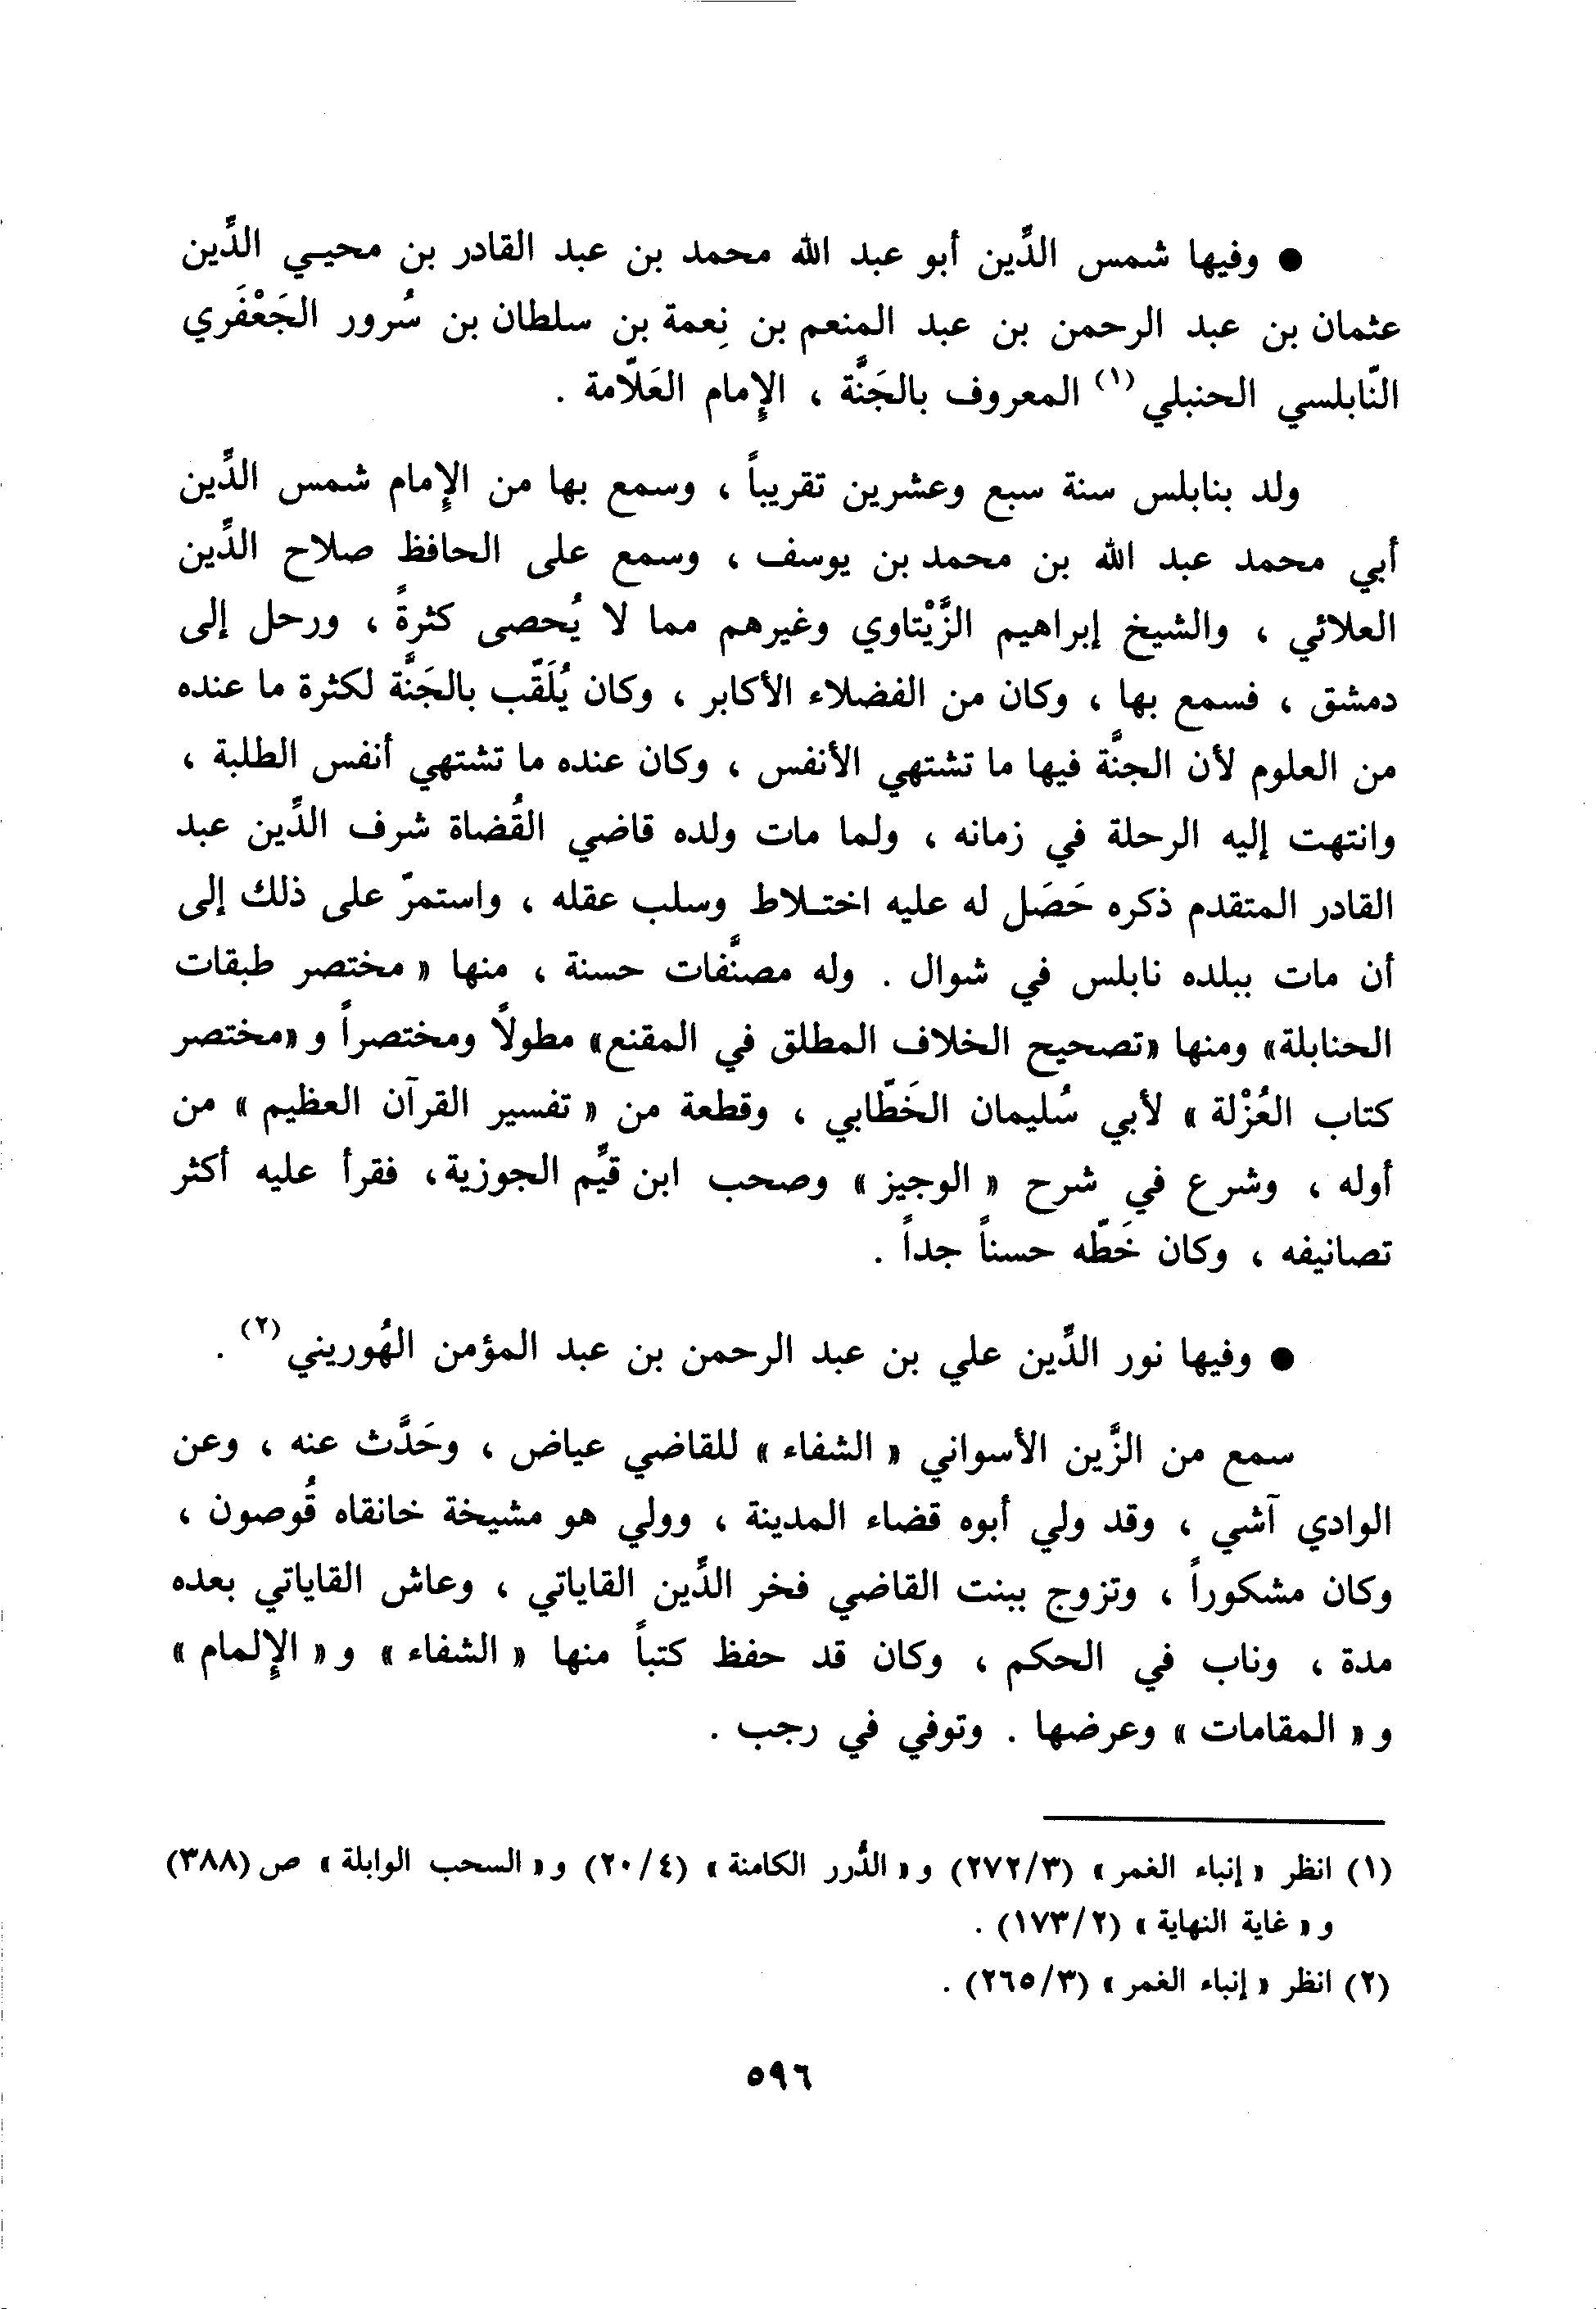 ● وفيها شمس الدِّين أبو عبد الله محمد بن عبد القادر بن محيـي الدِّين
عثمان بن عبد الرحمن بن عبد المنعم بن نِعمة بن سلطان بن سُرور الجَعْفَري
النّابلسي الحنبلي (١) المعروف بالجَنَّة ، الإِمام العَلّامة .
ولد بنابلس سنة سبع وعشرين تقريباً ، وسمع بها من الإِمام شمس الدِّين
أبي محمد عبد الله بن محمد بن يوسف ، وسمع على الحافظ صلاح الدِّين
العلائي ، والشيخ إبراهيم الزَّيْتاوي وغيرهم مما لا يُحصى كثرةً ، ورحل إلى
دمشق ، فسمع بها ، وكان من الفضلاء الأكابر ، وكان يُلَقَّب بالجَنَّة لكثرة ما عنده
من العلوم لأن الجنَّة فيها ما تشتهي الأنفس ، وكان عنده ما تشتهي أنفس الطلبة ،
وانتهت إليه الرحلة في زمانه ، ولما مات ولده قاضي القُضاة شرف الدِّين عبد
القادر المتقدم ذكره حَصَل له عليه اختـلاط وسلب عقله ، واستمرّ على ذلك إلى
أن مات ببلده نابلس في شوال . وله مصنَّفات حسنة ، منها « مختصر طبقات
الحنابلة» ومنها «تصحيح الخلاف المطلق في المقنع» مطولاً ومختصراً و «مختصر
كتاب العُزْلة » لأبي سُليمان الخَطّابي ، وقطعة من « تفسير القرآن العظيم » من
أوله ، وشرع في شرح « الوجيز » وصحب ابن قيِّم الجوزية، فقرأ عليه أكثر
تصانيفه ، وكان خَطّه حسناً جداً .
● وفيها نور الدِّين علي بن عبد الرحمن بن عبد المؤمن الهُوريني (٢) .
سمع من الزَّين الأسواني « الشفاء » للقاضي عياض ، وحَدَّث عنه ، وعن
الوادي آشي ، وقد ولي أبوه قضاء المدينة ، وولي هو مشيخة خانقاه قُوصون ،
وكان مشكوراً ، وتزوج ببنت القاضي فخر الدِّين القاياتي ، وعاش القاياتي بعده
مدة ، وناب في الحكم ، وكان قد حفظ كتباً منها « الشفاء » و « الإِلمام »
و « المقامات » وعرضها . وتوفي في رجب .
(١) انظر « إنباء الغمر » (٢٧٢/٣) و « الدُّرر الكامنة » (٢٠/٤) و « السحب الوابلة » ص (٣٨٨)
و « غاية النهاية » (١٧٣/٢) .
(٢) انظر « إنباء الغمر » (٢٦٥/٣) .
٥٩٦